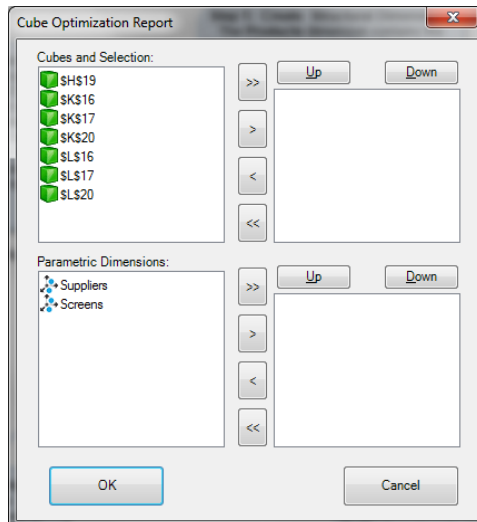 Cube Optimization Report
x
Cubes and Selection:
$H$19
$K$16
$K$17
$K$20
$L$16
$L$17
$L$20
>>
>
<
<<
Up
Down
Parametric Dimensions:
Suppliers
Screens
>>
>
<
<<
Up
Down
OK
Cancel